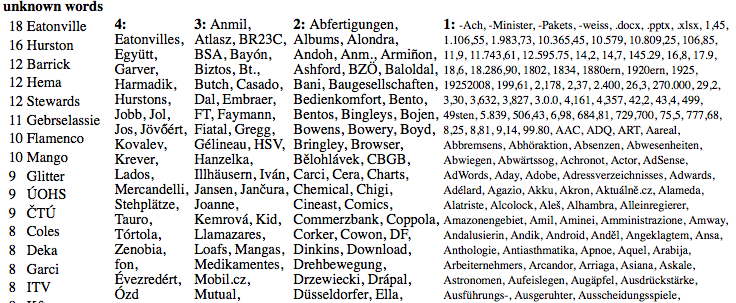 unknown words
18 Eatonville
16 Hurston
12 Barrick
12 Hema
12 Stewards
11 Gebrselassie
10 Flamenco
10 Mango
9 Glitter
9 ÚOHS
9 ČTÚ
8 Coles
8 Deka
8 Garci
8 ITV
4:
Eatonvilles,
Együtt,
Garver,
Harmadik,
Hurstons,
Jobb, Jol,
Jos, Jövőért,
Kovalev,
Krever,
Lados,
Mercandelli,
Stehplätze,
Tauro,
Tórtola,
Zenobia,
fon,
Évezredért,
Ózd
3: Anmil,
Atlasz, BR23C,
BSA, Bayón,
Biztos, Bt.,
Butch, Casado,
Dal, Embraer,
FT, Faymann,
Fiatal, Gregg,
Gélineau, HSV,
Hanzelka,
Illhäusern, Iván,
Jansen, Jančura,
Joanne,
Kemrová, Kid,
Llamazares,
Loafs, Mangas,
Medikamentes,
Mobil.cz,
Mutual,
2: Abfertigungen,
Albums, Alondra,
Andoh, Anm., Armiñon,
Ashford, BZÖ, Baloldal,
Bani, Baugesellschaften,
Bedienkomfort, Bento,
Bentos, Bingleys, Bojen,
Bowens, Bowery, Boyd,
Bringley, Browser,
Bělohlávek, CBGB,
Carci, Cera, Charts,
Chemical, Chigi,
Cineast, Comics,
Commerzbank, Coppola,
Corker, Cowon, DF,
Dinkins, Download,
Drehbewegung,
Drzewiecki, Drápal,
Düsseldorfer, Ella,
1: -Ach, -Minister, -Pakets, -weiss, .docx, .pptx, .xlsx, 1,45,
1.106,55, 1.983,73, 10.365,45, 10.579, 10.809,25, 106,85,
11,9, 11.743,61, 12.595.75, 14,2, 14,7, 145.29, 16,8, 17.9,
18,6, 18.286,90, 1802, 1834, 1880ern, 1920ern, 1925,
19252008, 199,61, 2,178, 2,37, 2.400, 26.3, 270.000, 29,2,
3,30, 3,632, 3,827, 3.0.0, 4,161, 4,357, 42,2, 43,4, 499,
49sten, 5.839, 506,43, 6,98, 684,81, 729,700, 75,5, 777,68,
8,25, 8,81, 9,14, 99.80, AAC, ADQ, ART, Aareal,
Abbremsens, Abhöraktion, Absenzen, Abwesenheiten,
Abwiegen, Abwärtssog, Achronot, Actor, AdSense,
AdWords, Aday, Adobe, Adressverzeichnisses, Adwards,
Adélard, Agazio, Akku, Akron, Aktuálně.cz, Alameda,
Alatriste, Alcolock, Aleš, Alhambra, Alleinregierer,
Amazonengebiet, Amil, Aminei, Amministrazione, Amway,
Andalusierin, Andik, Android, Anděl, Angeklagtem, Ansa,
Anthologie, Antiasthmatika, Apnoe, Aquel, Arabija,
Arbeiternehmers, Arcandor, Arriaga, Asiana, Askale,
Astronomen, Aufeislegen, Augäpfel, Ausdrückstärke,
Ausführungs-, Ausgeruhter, Ausscheidungsspiele,